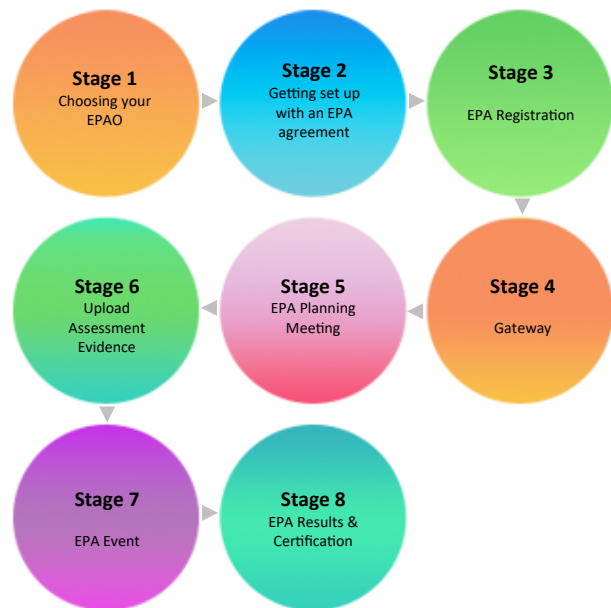 Stage 1
Choosing your
EPAO
Stage 2
Getting set up
with an EPA
agreement
Stage 3
EPA Registration
Stage 4
Gateway
Stage 5
EPA Planning
Meeting
Stage 6
Upload
Assessment
Evidence
Stage 7
EPA Event
Stage 8
EPA Results &
Certification